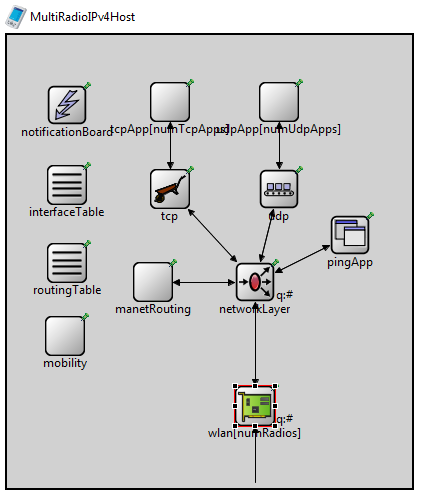 MultiRadioIPv4Host
notificationBoard
tcpApp[numTcpApps]
udpApp[numUdpApps]
interfaceTable
tcp
udp
pingApp
routingTable
manetRouting
networkLayer
q:#
mobility
q:#
wlan[numRadios]